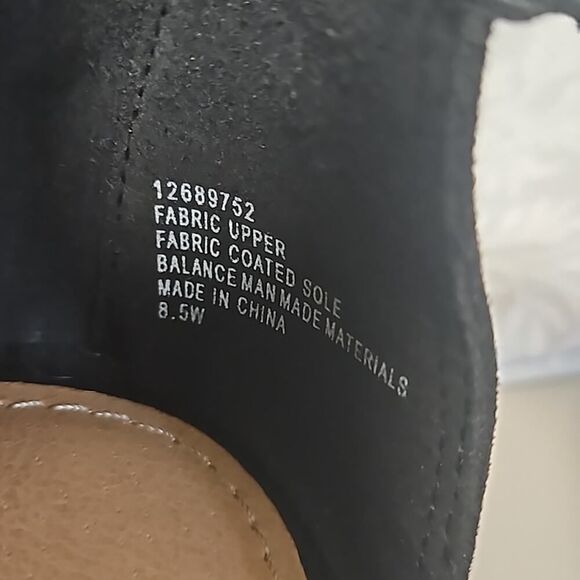 12689752
FABRIC UPPER
FABRIC COATED SOLE
BALANCE MAN MADE MATERIALS
MADE IN CHINA
8.5W